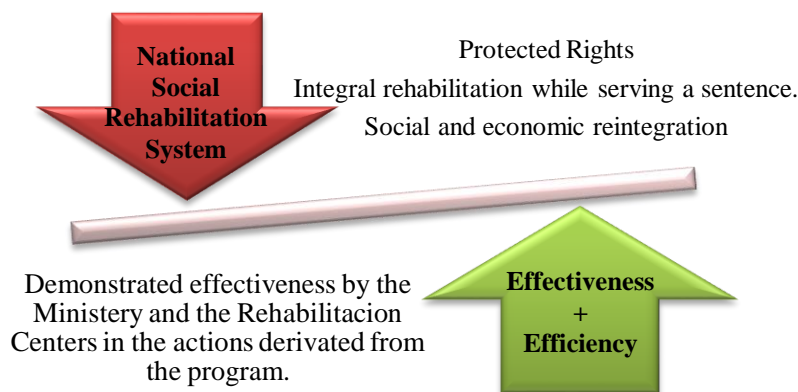 National
Social
Rehabilitation
System
Protected Rights
Integral rehabilitation while serving a sentence.
Social and economic reintegration
Demonstrated effectiveness by the
Ministery and the Rehabilitacion
Centers in the actions derivated from
the program.
Effectiveness
+
Efficiency